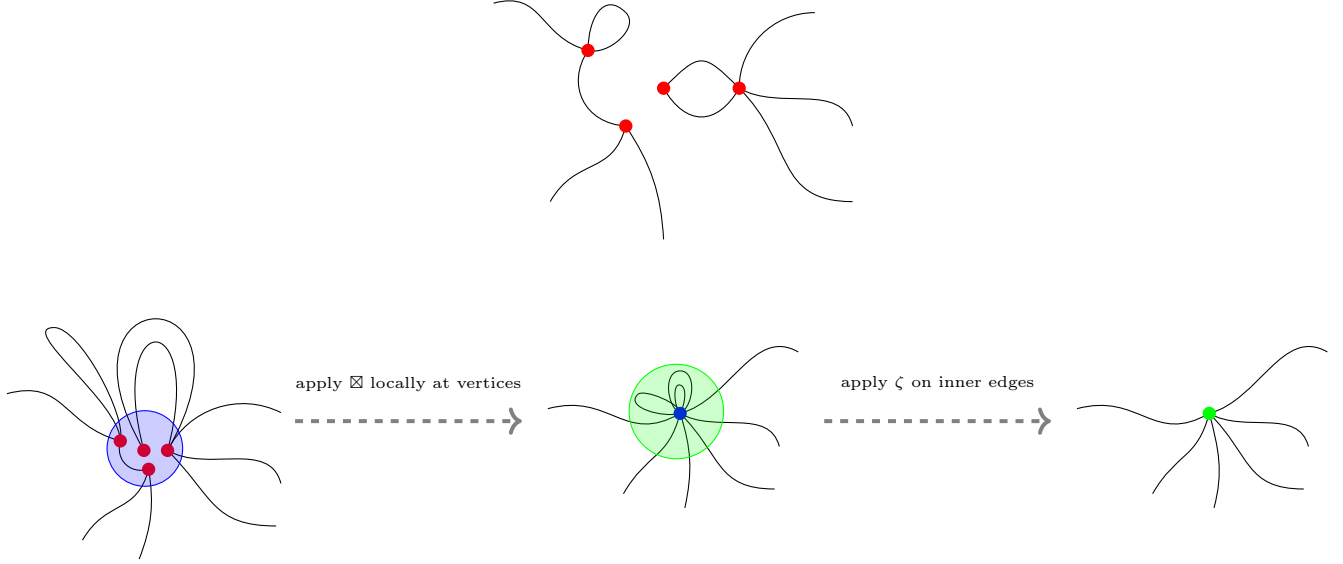 apply ⊠ locally at vertices
apply ζ on inner edges